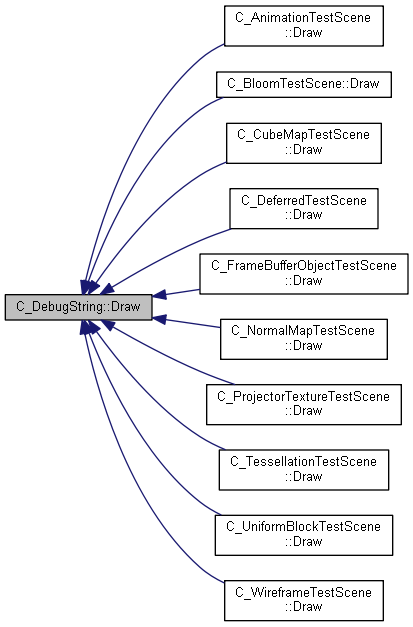 C_AnimationTestScene
::Draw
C_BloomTestScene::Draw
C_CubeMapTestScene
::Draw
C_DeferredTestScene
::Draw
C_FrameBufferObjectTestScene
::Draw
C_DebugString::Draw
C_NormalMapTestScene
::Draw
C_ProjectorTextureTestScene
::Draw
C_TessellationTestScene
::Draw
C_UniformBlockTestScene
::Draw
C_WireframeTestScene
::Draw